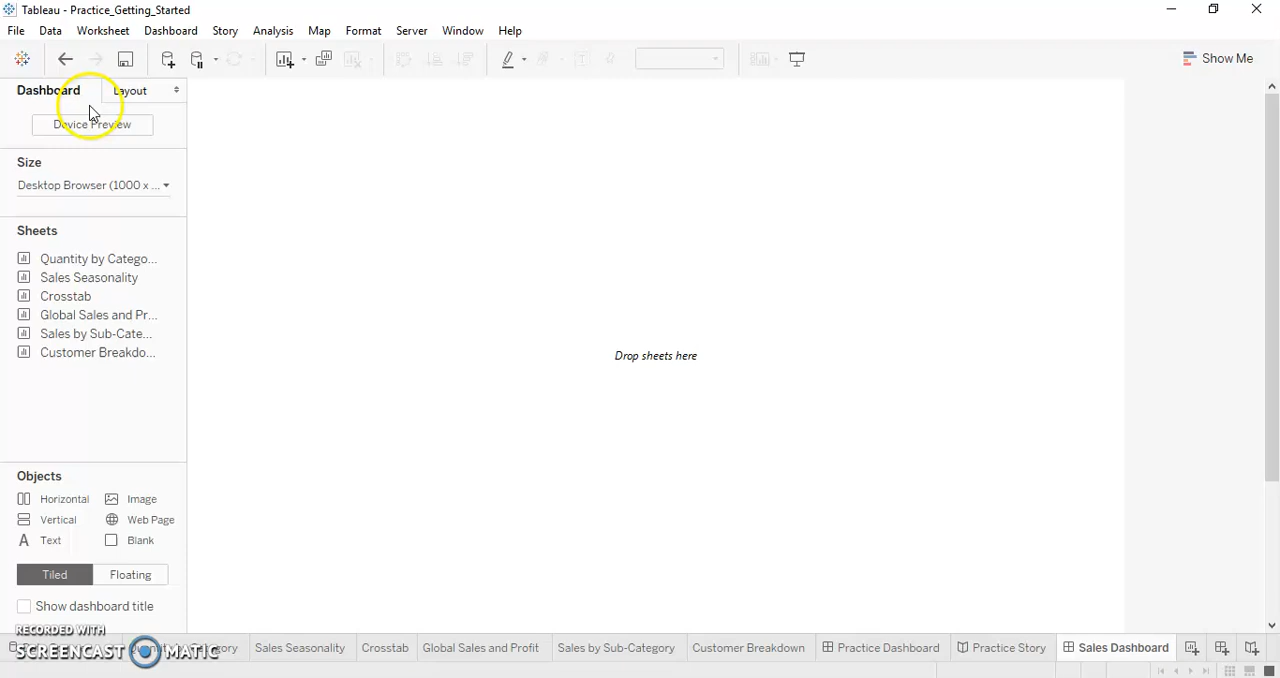 Tableau - Practice_Getting_Started
File Data Worksheet Dashboard Story Analysis Map Format Server Window Help
Show Me
Dashboard Layout
Device Preview
Size
Desktop Browser (1000 x ...
Sheets
Quantity by Catego...
Sales Seasonality
Crosstab
Global Sales and Pr...
Sales by Sub-Cate...
Customer Breakdo...
Drop sheets here
Objects
Horizontal Image
Vertical Web Page
A Text Blank
Tiled Floating
Show dashboard title
RECORDED WITH
SCREENCAST MATIC
Sales Seasonality Crosstab Global Sales and Profit Sales by Sub-Category Customer Breakdown Practice Dashboard Practice Story Sales Dashboard